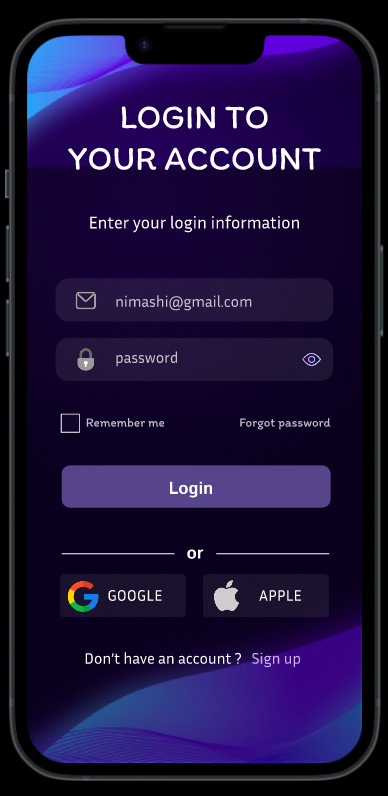 LOGIN TO
YOUR ACCOUNT
Enter your login information
nimashi@gmail.com
password
Remember me Forgot password
Login
or
GOOGLE APPLE
Don't have an account ? Sign up